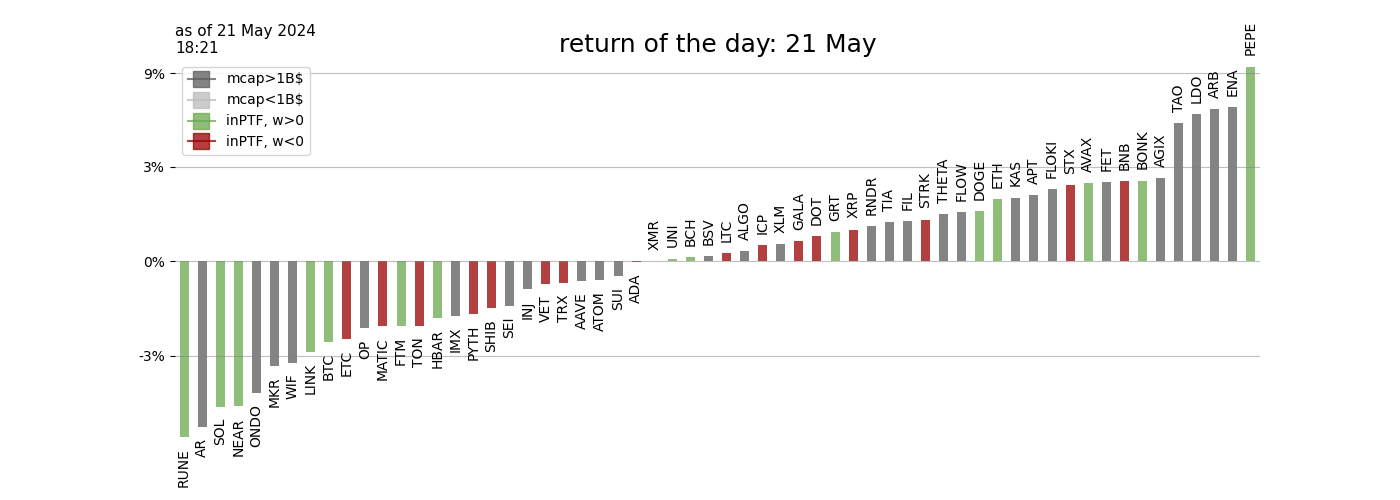 as of 21 May 2024
18:21
return of the day: 21 May
mcap>1B$
mcap<1B$
inPTF, w>0
inPTF, w<0
9%
3%
0%
-3%
RUNE
AR
SOL
NEAR
ONDO
MKR
WIF
LINK
BTC
ETC
OP
MATIC
FTM
TON
HBAR
IMX
PYTH
SHIB
SEI
INJ
VET
TRX
AAVE
ATOM
SUI
ADA
XMR
UNI
BCH
BSV
LTC
ALGO
ICP
XLM
GALA
DOT
GRT
XRP
RNDR
TIA
FIL
STRK
THETA
FLOW
DOGE
ETH
KAS
APT
FLOKI
STX
AVAX
FET
BNB
BONK
AGIX
TAO
LDO
ARB
ENA
PEPE